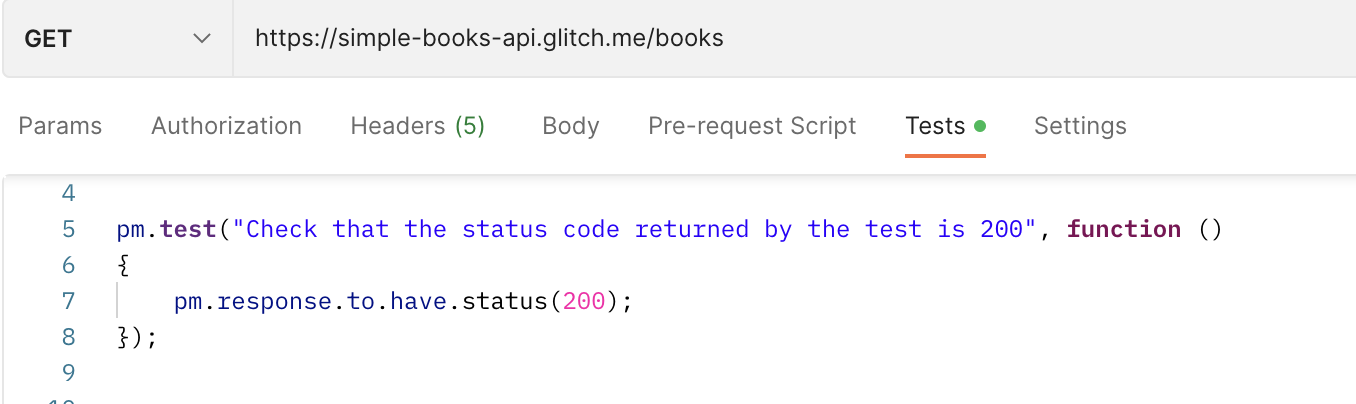 GET https://simple-books-api.glitch.me/books
Params Authorization Headers (5) Body Pre-request Script Tests Settings
4
5 pm.test("Check that the status code returned by the test is 200", function ()
6 {
7 pm.response.to.have.status(200);
8 });
9